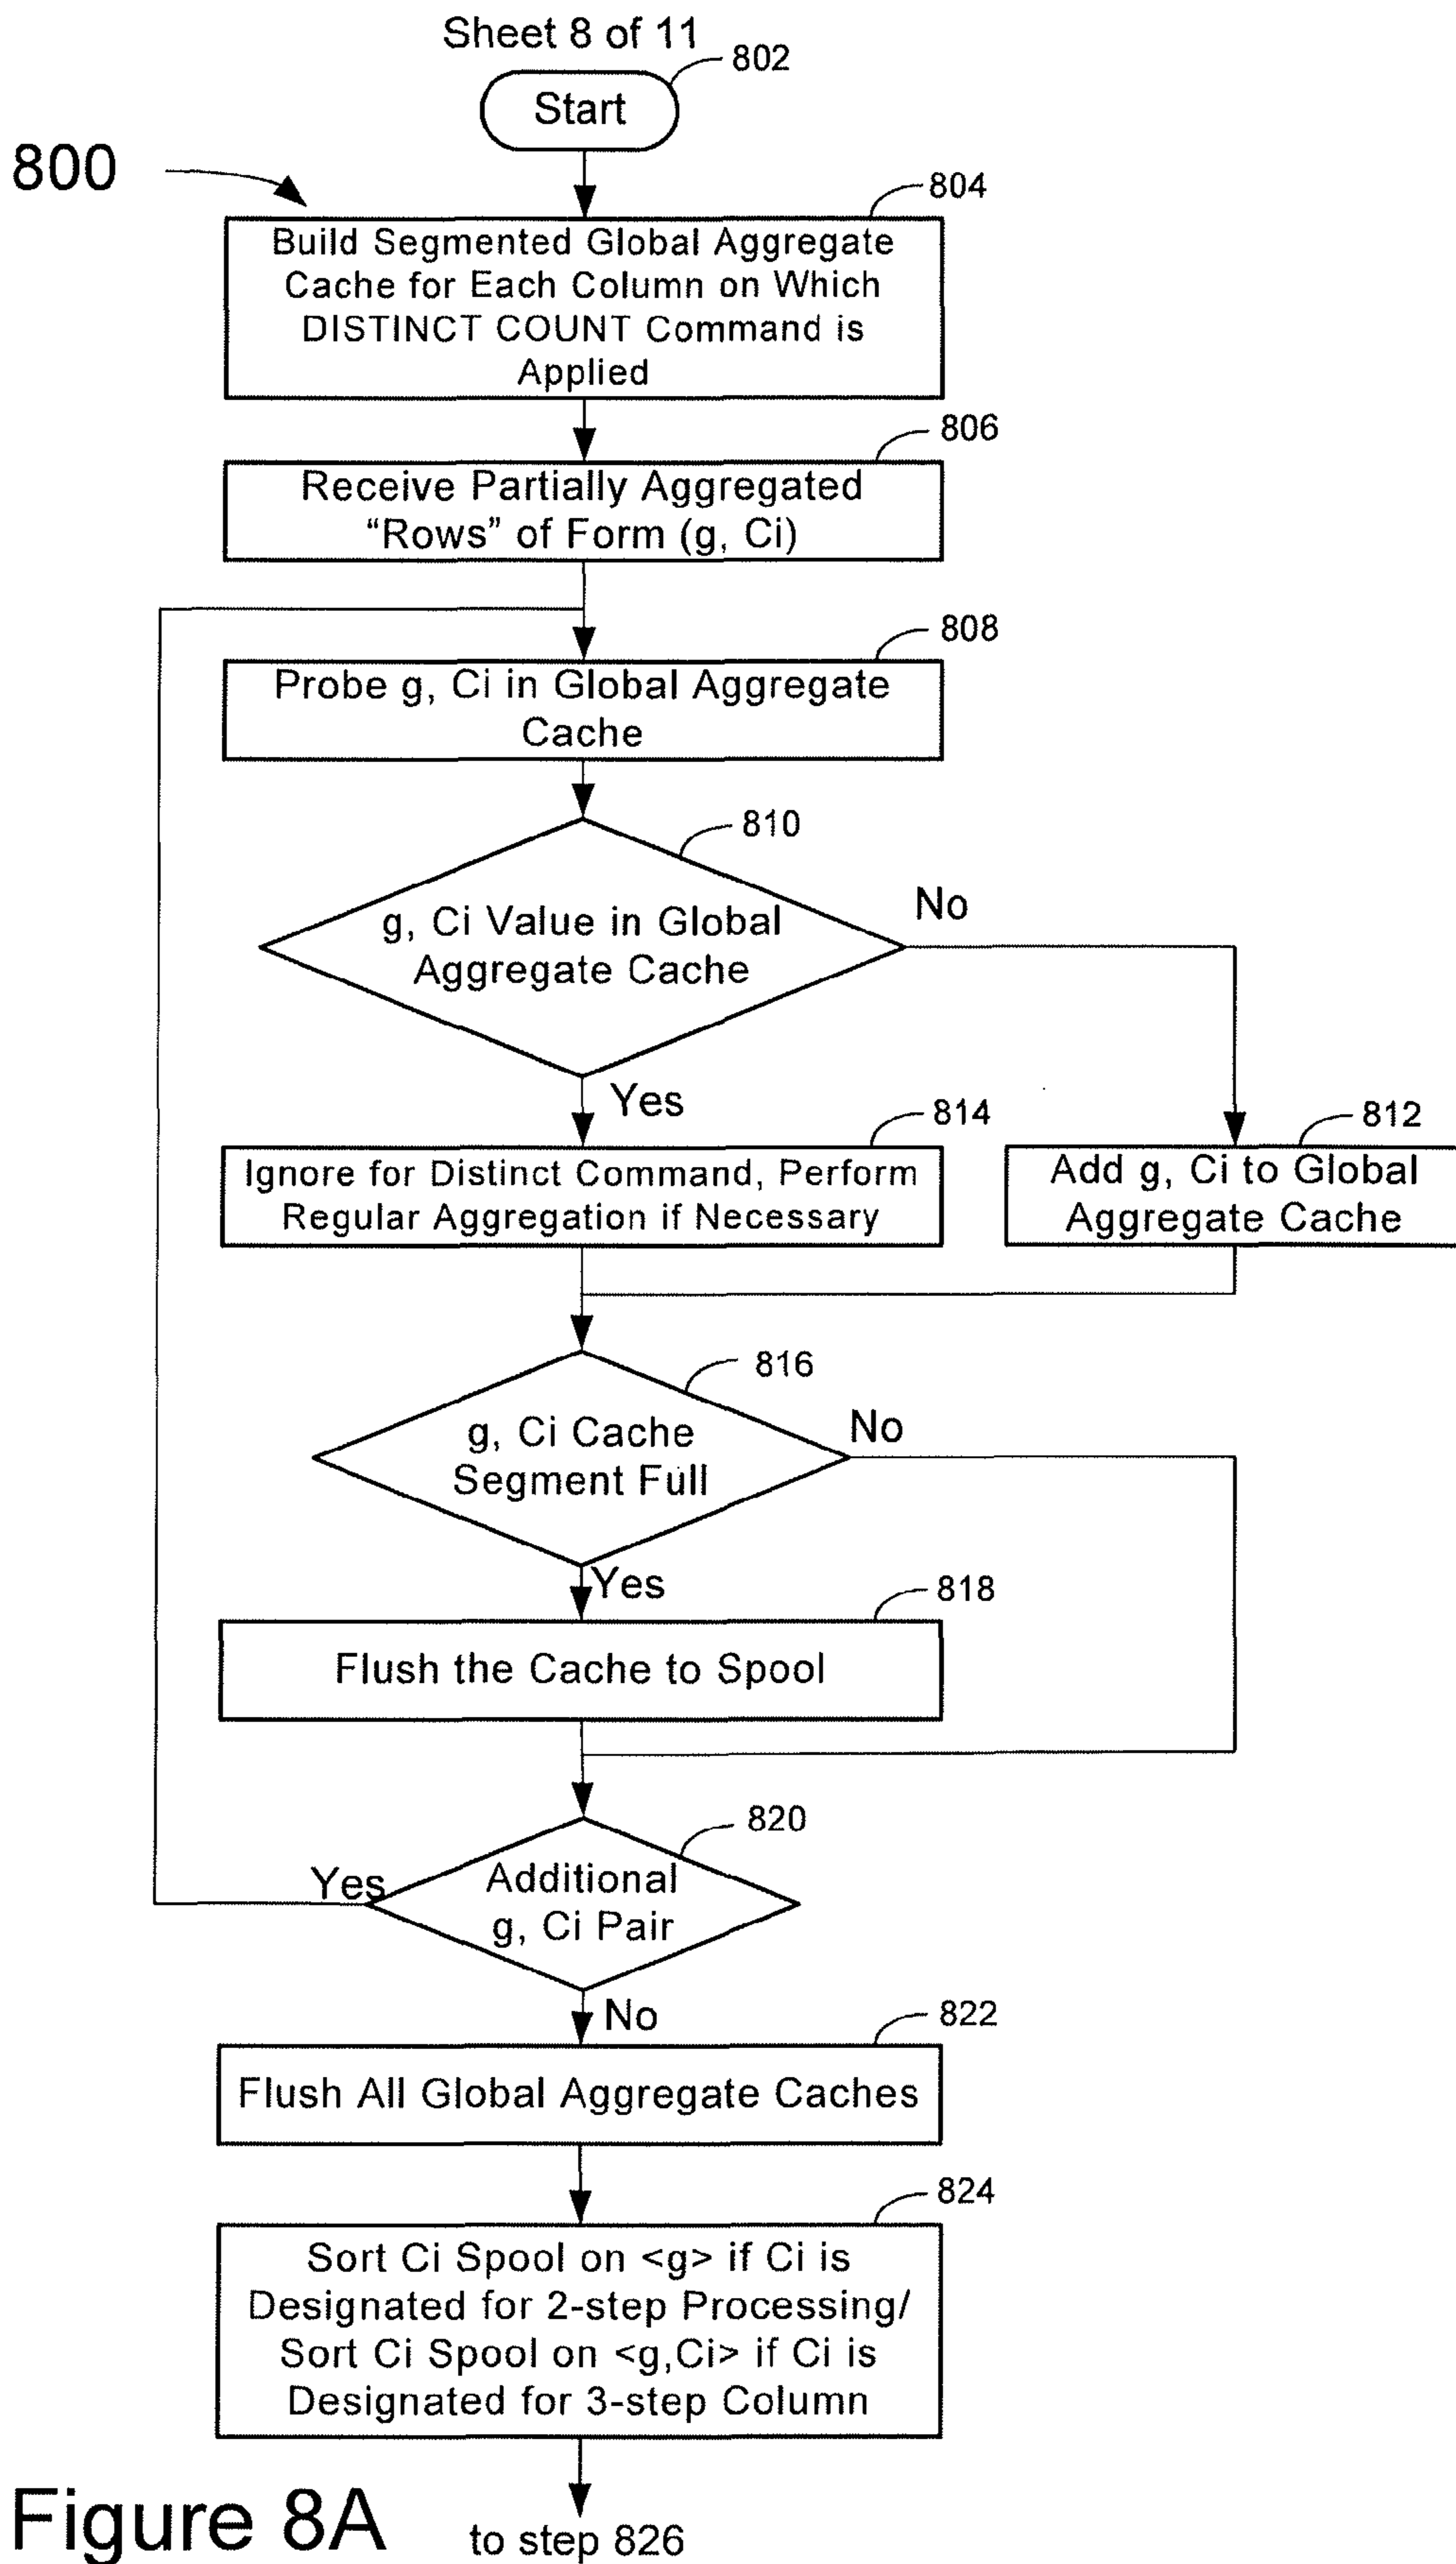 Sheet 8 of 11
802
Start
800
804
Build Segmented Global Aggregate
Cache for Each Column on Which
DISTINCT COUNT Command is
Applied
806
Receive Partially Aggregated
“Rows” of Form (g, Ci)
808
Probe g, Ci in Global Aggregate
Cache
810
g, Ci Value in Global
Aggregate Cache
No
Yes
814
Ignore for Distinct Command, Perform
Regular Aggregation if Necessary
812
Add g, Ci to Global
Aggregate Cache
816
g, Ci Cache
Segment Full
No
Yes
818
Flush the Cache to Spool
820
Additional
g, Ci Pair
Yes
No
822
Flush All Global Aggregate Caches
824
Sort Ci Spool on <g> if Ci is
Designated for 2-step Processing/
Sort Ci Spool on <g,Ci> if Ci is
Designated for 3-step Column
Figure 8A
to step 826